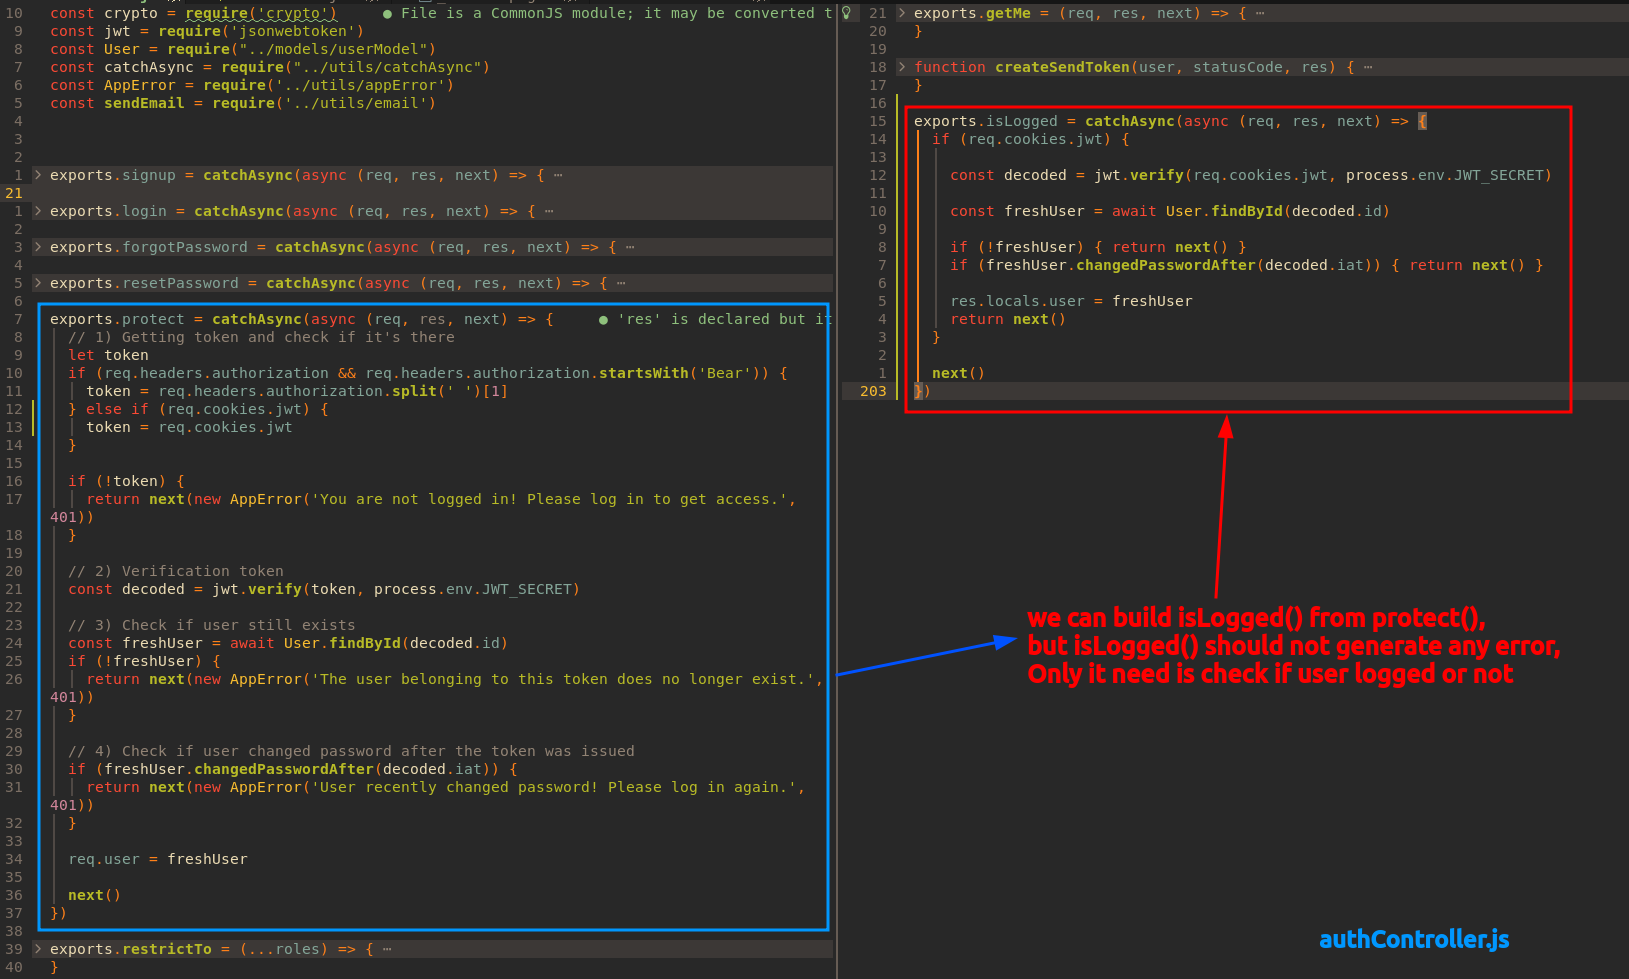 10 const crypto = require('crypto') ● File is a CommonJS module; it may be converted t
9 const jwt = require('jsonwebtoken')
8 const User = require("../models/userModel")
7 const catchAsync = require("../utils/catchAsync")
6 const AppError = require('../utils/appError')
5 const sendEmail = require('../utils/email')
4
3
2
1 > exports.signup = catchAsync(async (req, res, next) => { ⋯
21
1 > exports.login = catchAsync(async (req, res, next) => { ⋯
2
3 > exports.forgotPassword = catchAsync(async (req, res, next) => { ⋯
4
5 > exports.resetPassword = catchAsync(async (req, res, next) => { ⋯
6
7 exports.protect = catchAsync(async (req, res, next) => { ● 'res' is declared but it
8 // 1) Getting token and check if it's there
9 let token
10 if (req.headers.authorization && req.headers.authorization.startsWith('Bear')) {
11 token = req.headers.authorization.split(' ')[1]
12 } else if (req.cookies.jwt) {
13 token = req.cookies.jwt
14 }
15
16 if (!token) {
17 return next(new AppError('You are not logged in! Please log in to get access.',
401))
18 }
19
20 // 2) Verification token
21 const decoded = jwt.verify(token, process.env.JWT_SECRET)
22
23 // 3) Check if user still exists
24 const freshUser = await User.findById(decoded.id)
25 if (!freshUser) {
26 return next(new AppError('The user belonging to this token does no longer exist.',
401))
27 }
28
29 // 4) Check if user changed password after the token was issued
30 if (freshUser.changedPasswordAfter(decoded.iat)) {
31 return next(new AppError('User recently changed password! Please log in again.',
401))
32 }
33
34 req.user = freshUser
35
36 next()
37 })
38
39 > exports.restrictTo = (...roles) => { ⋯
40 }
21 > exports.getMe = (req, res, next) => { ⋯
20 }
19
18 > function createSendToken(user, statusCode, res) { ⋯
17 }
16
15 exports.isLogged = catchAsync(async (req, res, next) => {
14 if (req.cookies.jwt) {
13
12 const decoded = jwt.verify(req.cookies.jwt, process.env.JWT_SECRET)
11
10 const freshUser = await User.findById(decoded.id)
9
8 if (!freshUser) { return next() }
7 if (freshUser.changedPasswordAfter(decoded.iat)) { return next() }
6
5 res.locals.user = freshUser
4 return next()
3 }
2
1 next()
203 })
we can build isLogged() from protect(),
but isLogged() should not generate any error,
Only it need is check if user logged or not
authController.js